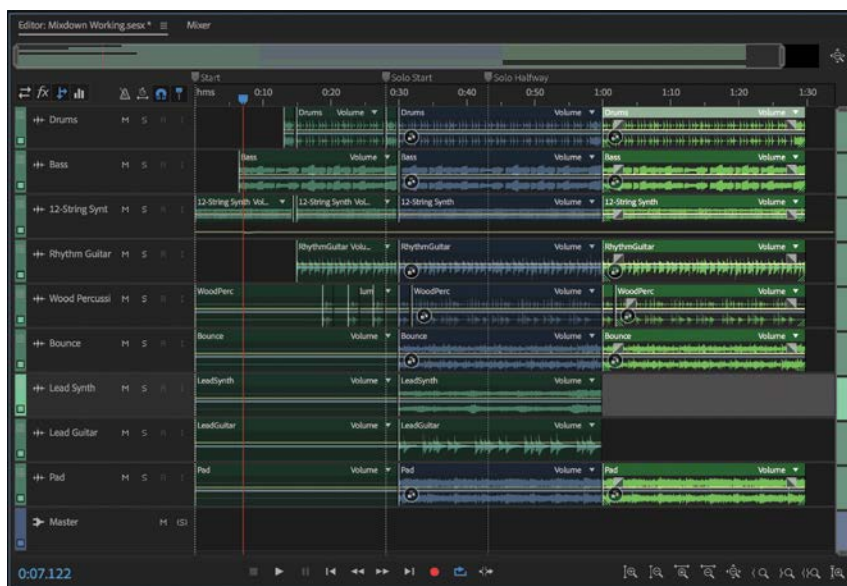 Editor: Mixdown Working.sesx * Mixer
Start Solo Start Solo Halfway
fx hms 0:10 0:20 0:30 0:40 0:50 1:00 1:10 1:20 1:30
Drums M S R I Drums Volume Drums Volume Drums Volume
Bass M S R I Bass Volume Bass Volume Bass Volume
12-String Synt M S R I 12-String Synth Vol... 12-String Synth Vol... 12-String Synth Volume 12-String Synth Volume
Rhythm Guitar M S R I RhythmGuitar Volu... RhythmGuitar Volume RhythmGuitar Volume
Wood Percussi M S R I WoodPerc lum WoodPerc Volume WoodPerc Volume
Bounce M S R I Bounce Volume Bounce Volume Bounce Volume
Lead Synth M S R I LeadSynth Volume LeadSynth Volume
Lead Guitar M S R I LeadGuitar Volume LeadGuitar Volume
Pad M S R I Pad Volume Pad Volume Pad Volume
Master M (S)
0:07.122